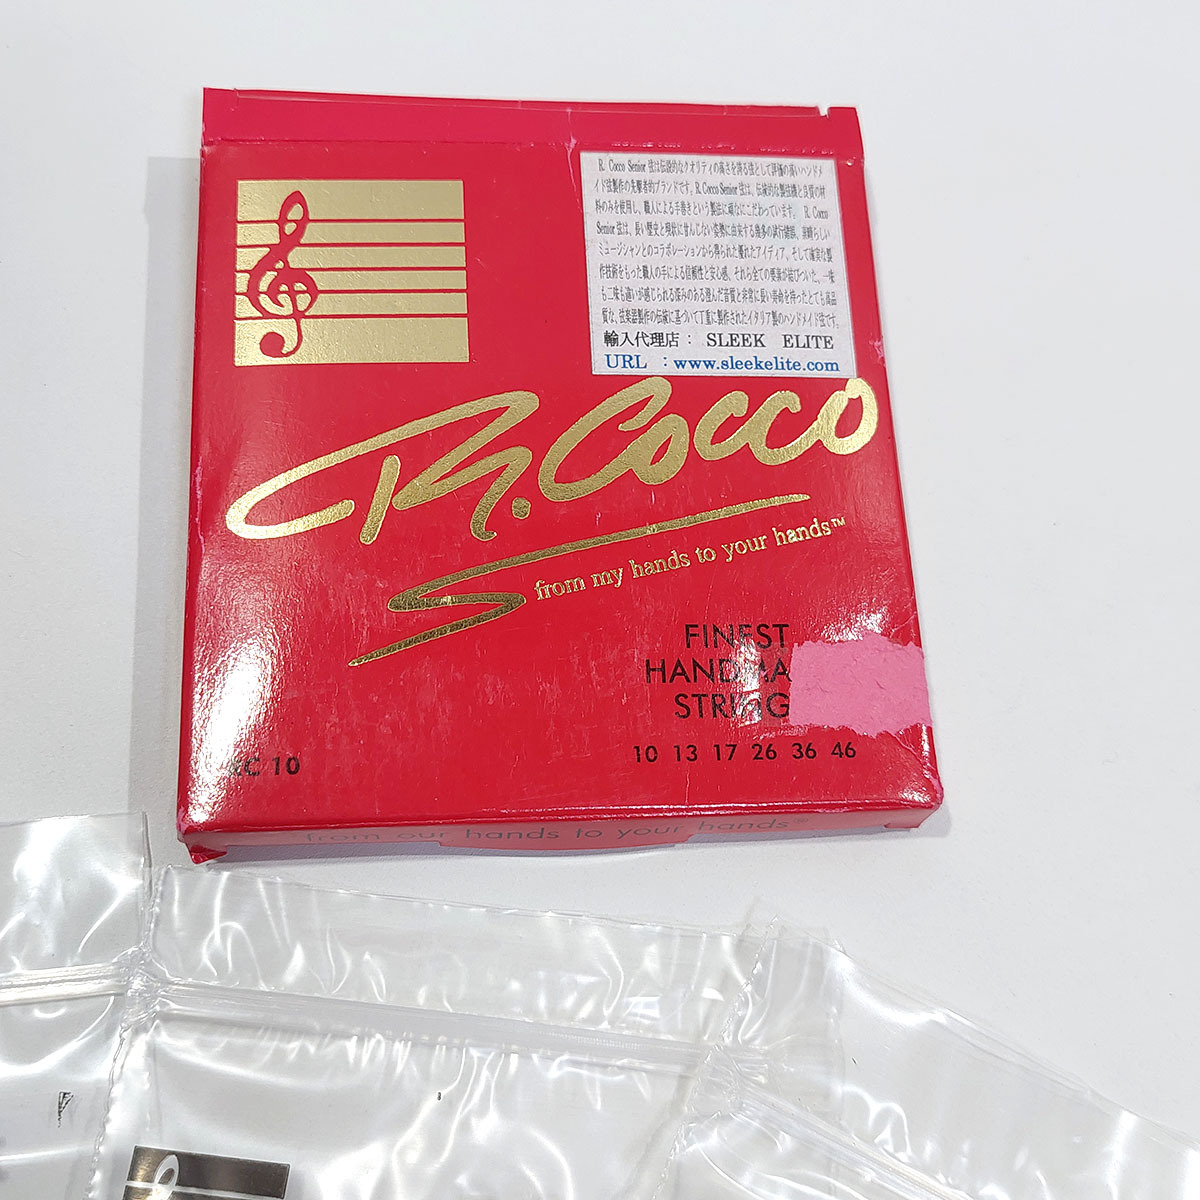 R. Cocco Senior 弦は伝説的なクオリティの高さを誇る弦として評価の高いハンドメ
イド弦製作の先駆者的ブランドです。R. Cocco Senior 弦は、伝統的な製弦機と良質の材
料のみを使用し、職人による手巻きという製法に頑なにこだわっています。 R. Cocco
Senior 弦は、長い歴史と現状に甘んじない姿勢に由来する幾多の試行錯誤、素晴らしい
ミュージシャンとのコラボレーションから得られた優れたアイディア、そして確実な製
作技術をもった職人の手による信頼性と安心感、それら全ての要素が結びついた、一味
も二味も違いが感じられる深みのある澄んだ音質と非常に長い寿命を持ったとても高品
質な、弦楽器製作の伝統に基づいて丁重に製作されたイタリア製のハンドメイド弦です。
輸入代理店： SLEEK ELITE
URL ：www.sleekelite.com
R. Cocco
S
from my hands to your hands™
FINEST
HANDMA
STRING
RC 10
10 13 17 26 36 46
from our hands to your hands®